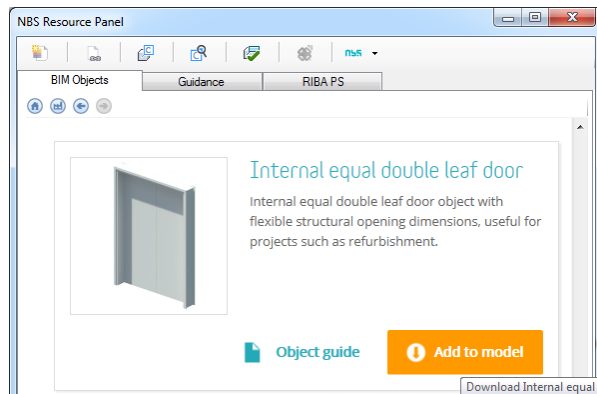 NBS Resource Panel
nbs
BIM Objects
Guidance
RIBA PS
Internal equal double leaf door
Internal equal double leaf door object with
flexible structural opening dimensions, useful for
projects such as refurbishment.
Object guide
Add to model
Download Internal equal